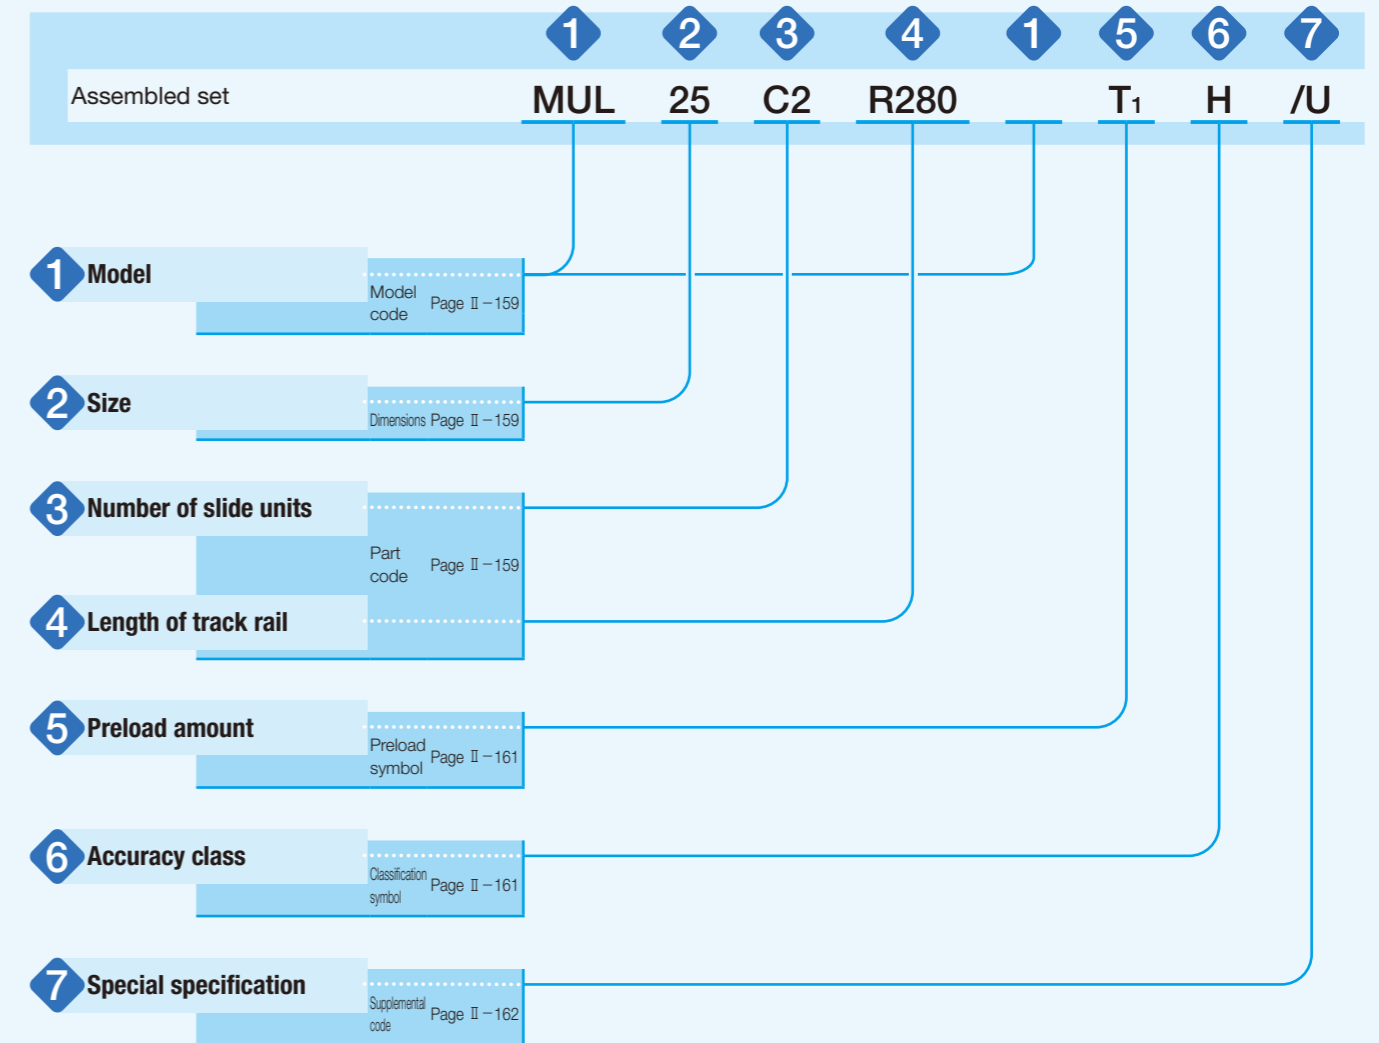 1 2 3 4 1 5 6 7
Assembled set MUL 25 C2 R280 T1 H /U
1 Model
Model
code Page Ⅱ－159
2 Size
Dimensions Page Ⅱ－159
3 Number of slide units
Part
code Page Ⅱ－159
4 Length of track rail
5 Preload amount
Preload
symbol Page Ⅱ－161
6 Accuracy class
Classification
symbol Page Ⅱ－161
7 Special specification
Supplemental
code Page Ⅱ－162